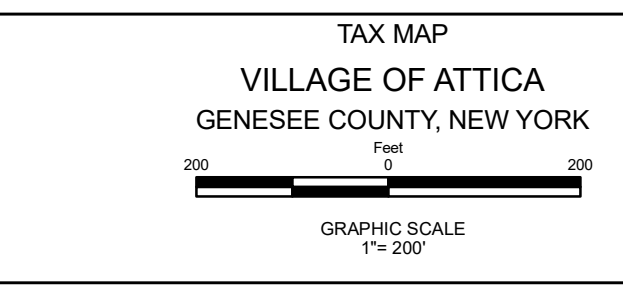 TAX MAP
VILLAGE OF ATTICA
GENESEE COUNTY, NEW YORK
Feet
200 0 200
GRAPHIC SCALE
1"= 200'